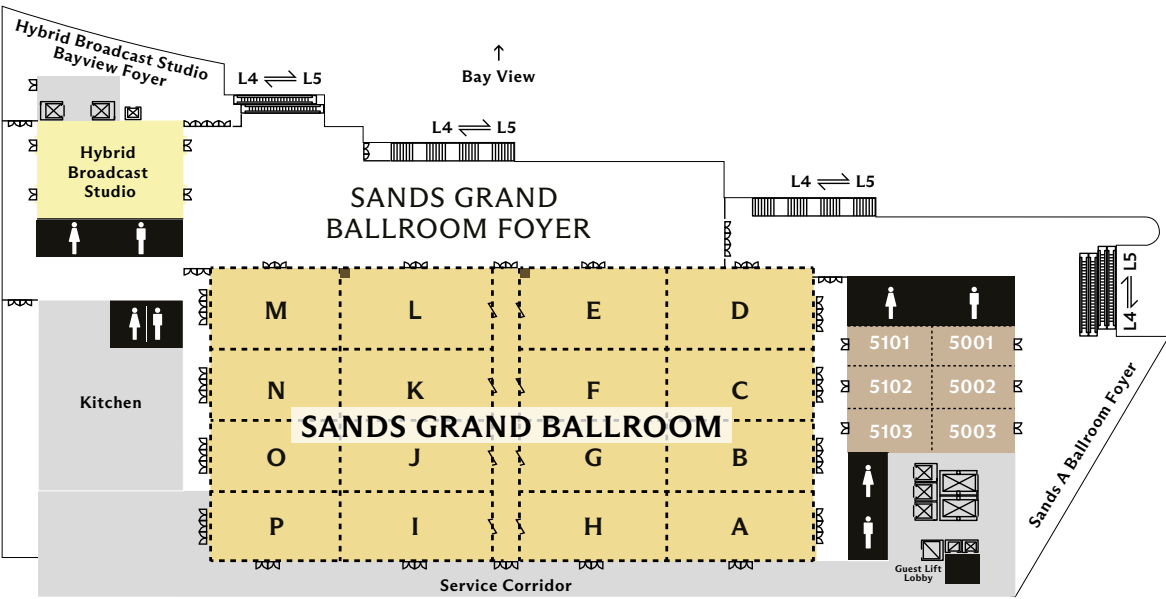 Hybrid Broadcast Studio
Bayview Foyer
L4 ⇌ L5
↑
Bay View
L4 ⇌ L5
L4 ⇌ L5
L4 ⇌ L5
Hybrid
Broadcast
Studio
SANDS GRAND
BALLROOM FOYER
M L E D
5101 5001
N K F C
5102 5002
Kitchen
SANDS GRAND BALLROOM
5103 5003
O J G B
Sands A Ballroom Foyer
P I H A
Guest Lift
Lobby
Service Corridor